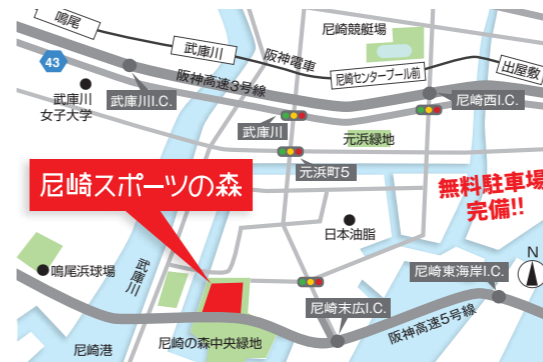 鳴尾
武庫川
阪神電車
尼崎競艇場
尼崎センタープール前
出屋敷
43
武庫川
女子大学
武庫川I.C.
阪神高速3号線
尼崎西I.C.
武庫川
元浜緑地
元浜町5
尼崎スポーツの森
無料駐車場
完備!!
日本油脂
N
鳴尾浜球場
武庫川
尼崎東海岸I.C.
尼崎末広I.C.
阪神高速5号線
尼崎港
尼崎の森中央緑地